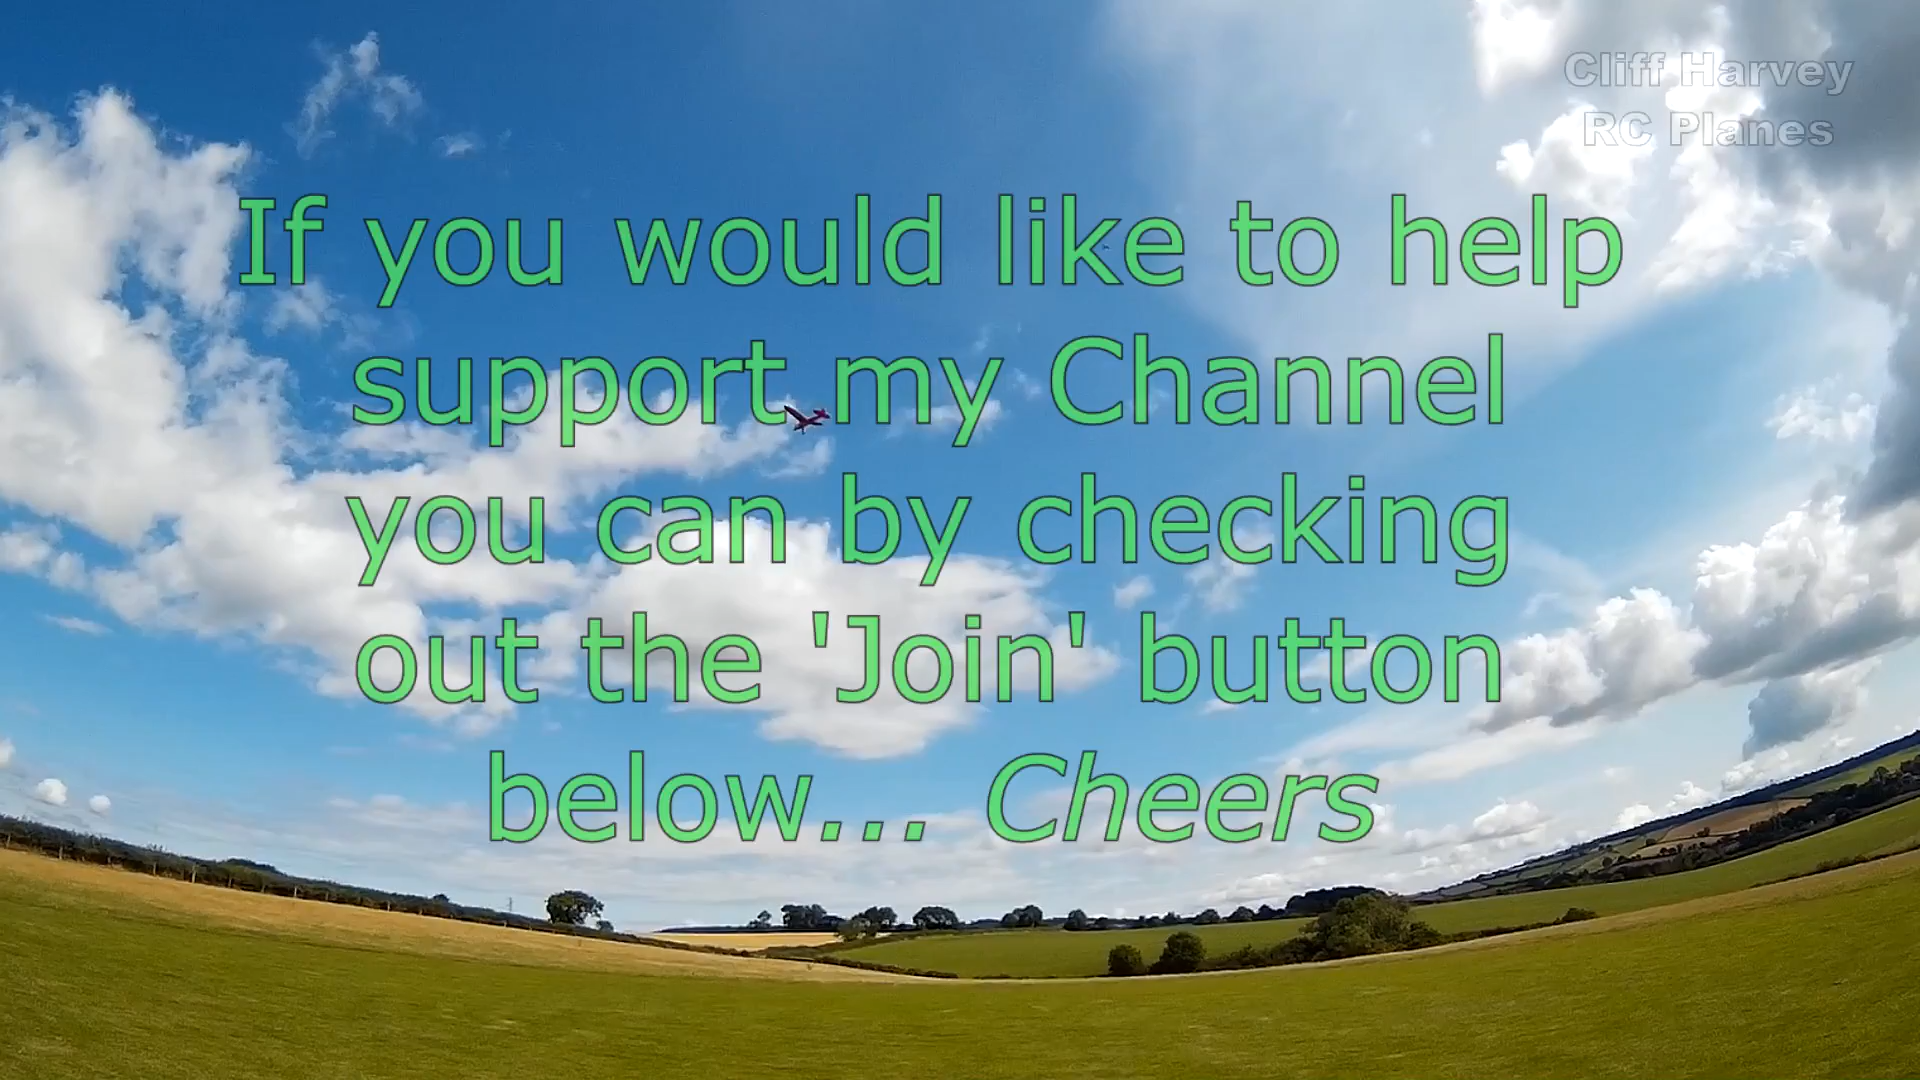 Cliff Harvey
RC Planes
If you would like to help
support my Channel
you can by checking
out the 'Join' button
below... Cheers